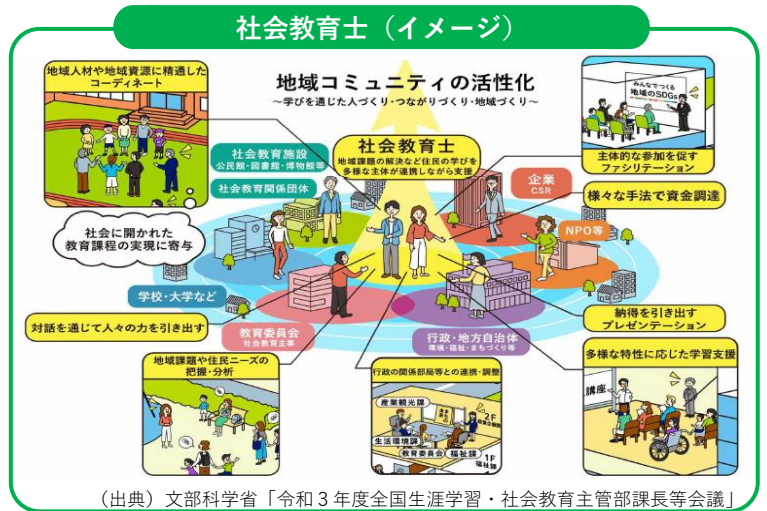 社会教育士（イメージ）
地域人材や地域資源に精通した
コーディネート
地域コミュニティの活性化
～学びを通じた人づくり・つながりづくり・地域づくり～
みんなでつくる
地域のSDGs
主体的な参加を促す
ファシリテーション
社会教育士
地域課題の解決など住民の学びを
多様な主体が連携しながら支援
社会教育施設
公民館・図書館・博物館等
社会教育関係団体
企業
CSR
様々な手法で資金調達
社会に開かれた
教育課程の実現に寄与
NPO等
学校・大学など
対話を通じて人々の力を引き出す
教育委員会
社会教育主事
行政・地方自治体
環境・福祉・まちづくり等
納得を引き出す
プレゼンテーション
地域課題や住民ニーズの
把握・分析
行政の関係部局等との連携・調整
産業観光課
2F
生活環境課
教育委員会
福祉課
1F
福祉課
多様な特性に応じた学習支援
講座
（出典）文部科学省「令和３年度全国生涯学習・社会教育主管部課長等会議」